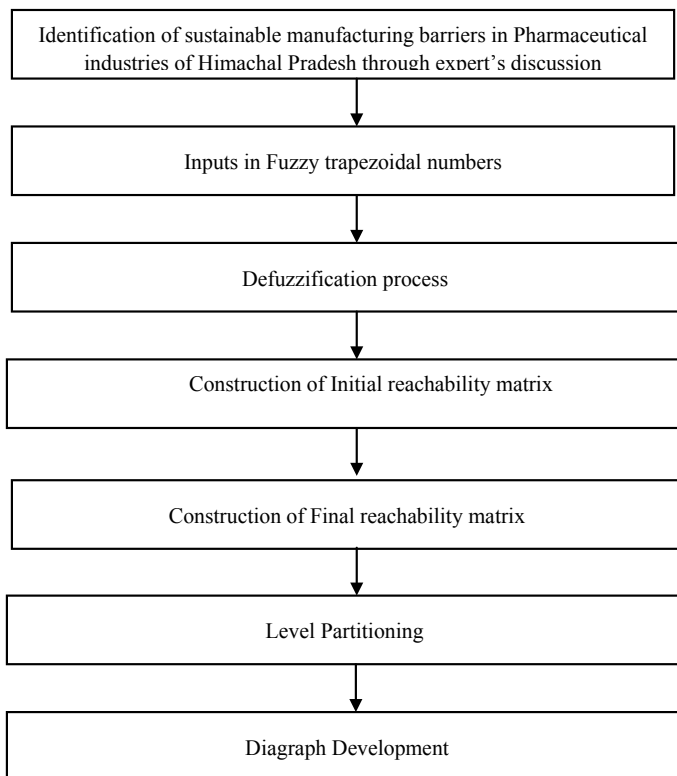 Identification of sustainable manufacturing barriers in Pharmaceutical
industries of Himachal Pradesh through expert’s discussion
Inputs in Fuzzy trapezoidal numbers
Defuzzification process
Construction of Initial reachability matrix
Construction of Final reachability matrix
Level Partitioning
Diagraph Development